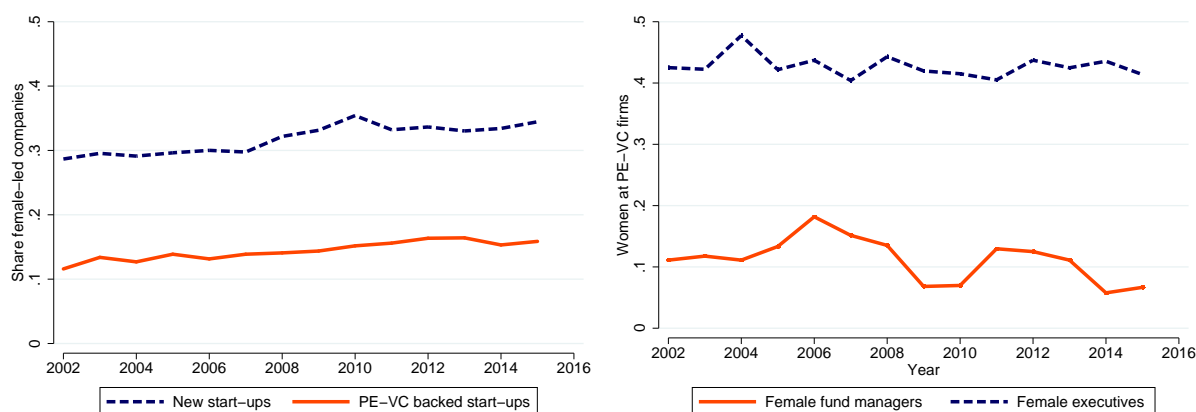 Share female−led companies
.5
.4
.3
.2
.1
0
2002 2004 2006 2008 2010 2012 2014 2016
New start−ups PE−VC backed start−ups
Women at PE−VC firms
.5
.4
.3
.2
.1
0
2002 2004 2006 2008 2010 2012 2014 2016
Year
Female fund managers Female executives